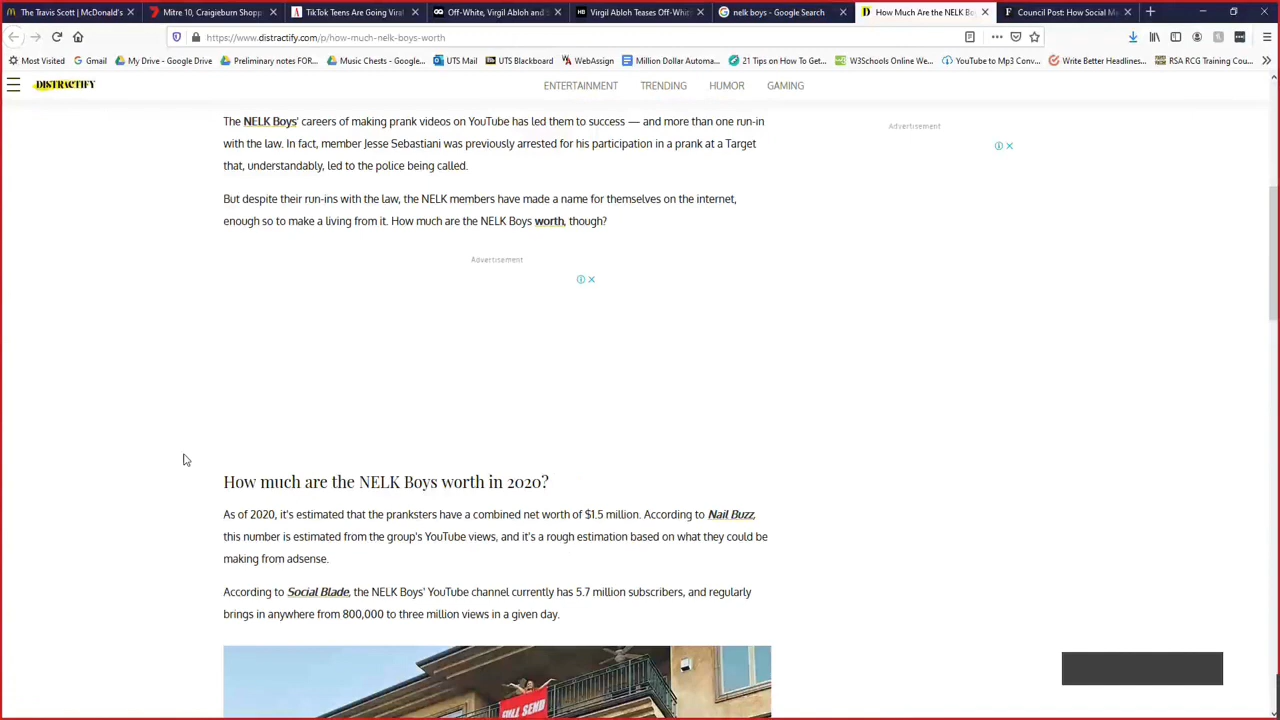 The Travis Scott | McDonald's
Mitre 10, Craigieburn Shopp
TikTok Teens Are Going Viral
Off-White, Virgil Abloh and
Virgil Abloh Teases Off-Whit
nelk boys - Google Search
How Much Are the NELK Bo
Council Post: How Social Me
https://www.distractify.com/p/how-much-nelk-boys-worth
Most Visited
Gmail
My Drive - Google Drive
Preliminary notes FOR...
Music Chests - Google...
UTS Mail
UTS Blackboard
WebAssign
Million Dollar Automa...
21 Tips on How To Get...
W3Schools Online We...
YouTube to Mp3 Conv...
Write Better Headlines...
RSA RCG Training Cou...
DISTRACTIFY
ENTERTAINMENT
TRENDING
HUMOR
GAMING
The NELK Boys' careers of making prank videos on YouTube has led them to success — and more than one run-in
with the law. In fact, member Jesse Sebastiani was previously arrested for his participation in a prank at a Target
that, understandably, led to the police being called.
But despite their run-ins with the law, the NELK members have made a name for themselves on the internet,
enough so to make a living from it. How much are the NELK Boys worth, though?
Advertisement
Advertisement
How much are the NELK Boys worth in 2020?
As of 2020, it's estimated that the pranksters have a combined net worth of $1.5 million. According to Nail Buzz,
this number is estimated from the group's YouTube views, and it's a rough estimation based on what they could be
making from adsense.
According to Social Blade, the NELK Boys' YouTube channel currently has 5.7 million subscribers, and regularly
brings in anywhere from 800,000 to three million views in a given day.
FULL SEND